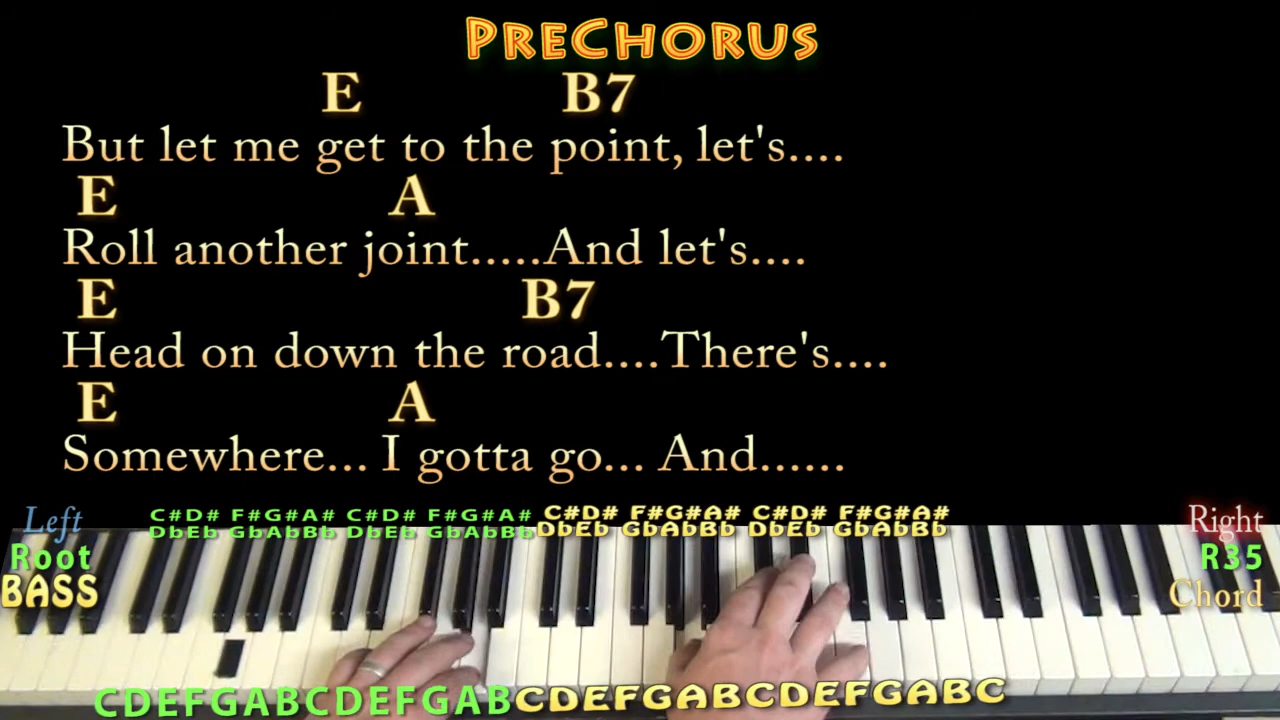 PreChorus
E B7
But let me get to the point, let's....
E A
Roll another joint.....And let's....
E B7
Head on down the road....There's....
E A
Somewhere... I gotta go... And......
Left
Root
BASS
C#D# F#G#A# C#D# F#G#A# C#D# F#G#A# C#D# F#G#A#
DbEb GbAbBb DbEb GbAbBb DbEb GbAbBb DbEb GbAbBb
Right
R35
Chord
CDEFGABCDEFGABCDEFGABCDEFGABC